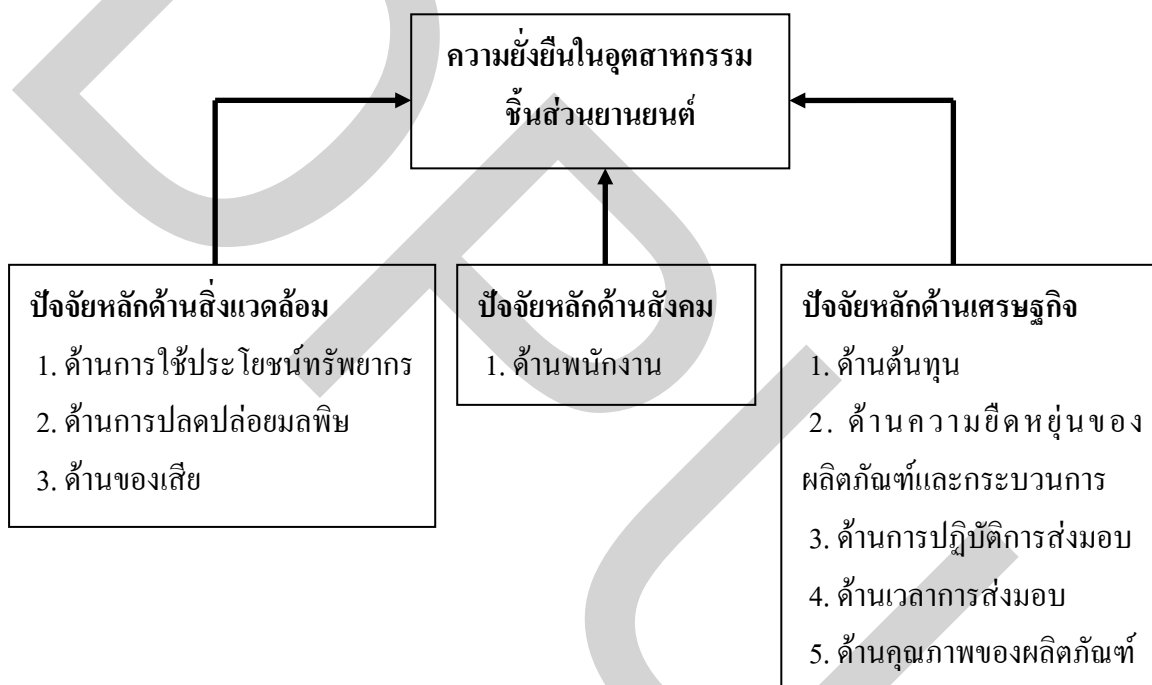 ความยั่งยืนในอุตสาหกรรม
ชิ้นส่วนยานยนต์
ปัจจัยหลักด้านสิ่งแวดล้อม
1. ด้านการใช้ประโยชน์ทรัพยากร
2. ด้านการปลดปล่อยมลพิษ
3. ด้านของเสีย
ปัจจัยหลักด้านสังคม
1. ด้านพนักงาน
ปัจจัยหลักด้านเศรษฐกิจ
1. ด้านต้นทุน
2. ด้านความยืดหยุ่นของ
ผลิตภัณฑ์และกระบวนการ
3. ด้านการปฏิบัติการส่งมอบ
4. ด้านเวลาการส่งมอบ
5. ด้านคุณภาพของผลิตภัณฑ์
DPU